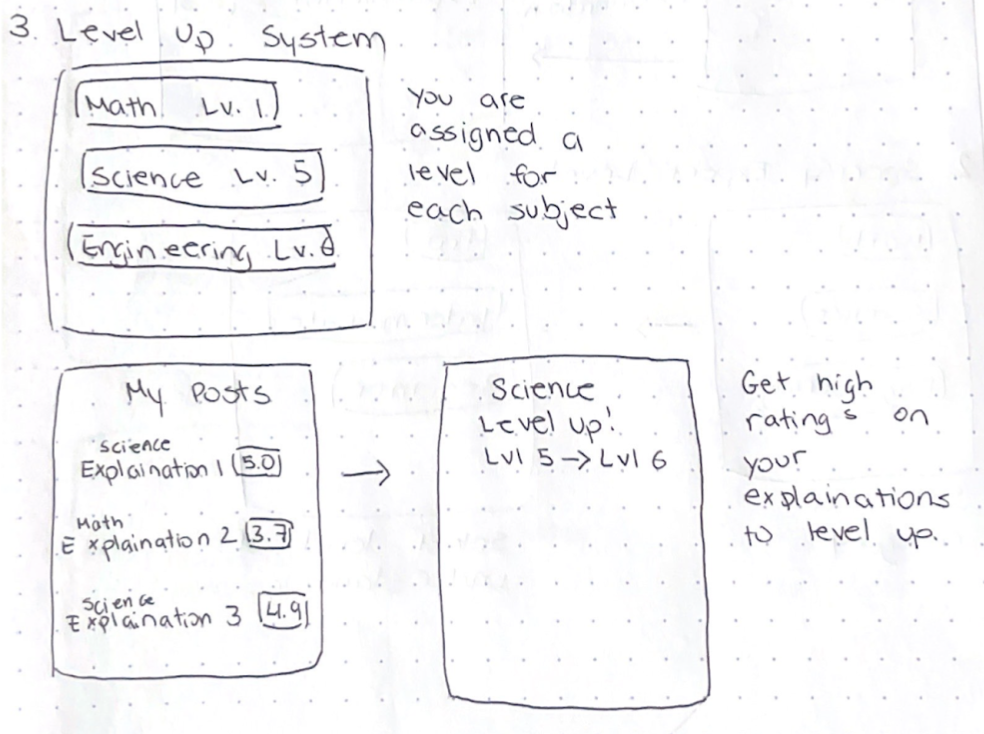 3. Level Up System
Math Lv. 1
Science Lv. 5
Engineering Lv. 6
You are
assigned a
level for
each subject
My Posts
Science
Explaination 1 5.0
Math
Explaination 2 3.7
Science
Explaination 3 4.9
Science
Level up!
Lvl 5 → Lvl 6
Get high
ratings on
your
explainations
to level up.